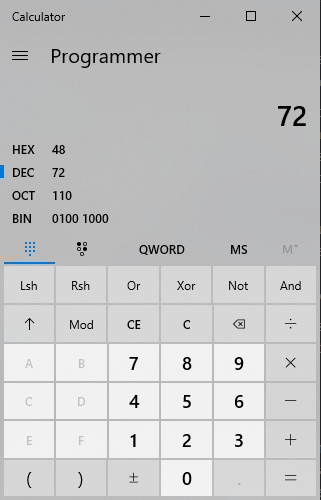 Calculator
Programmer
72
HEX 48
DEC 72
OCT 110
BIN 0100 1000
QWORD MS M˅
Lsh Rsh Or Xor Not And
↑ Mod CE C ⌫ ÷
A B 7 8 9 ×
C D 4 5 6 −
E F 1 2 3 +
( ) ± 0 . =